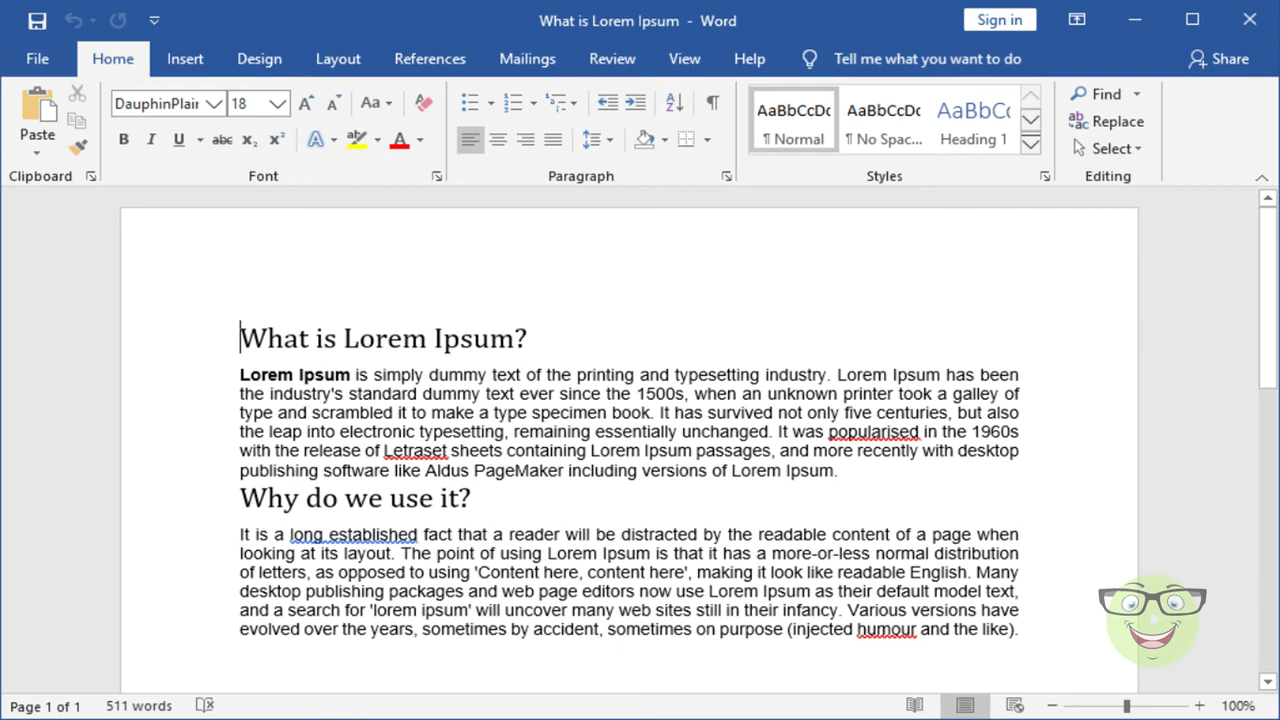 What is Lorem Ipsum - Word
Sign in
File Home Insert Design Layout References Mailings Review View Help Tell me what you want to do Share
Paste
Clipboard
DauphinPlai 18
Aa
B I U abc x₂ x² A ab A
Font
A Z ¶
Paragraph
AaBbCcDc AaBbCcDc AaBbCc
¶ Normal ¶ No Spac... Heading 1
Styles
Find
Replace
Select
Editing
What is Lorem Ipsum?
Lorem Ipsum is simply dummy text of the printing and typesetting industry. Lorem Ipsum has been
the industry's standard dummy text ever since the 1500s, when an unknown printer took a galley of
type and scrambled it to make a type specimen book. It has survived not only five centuries, but also
the leap into electronic typesetting, remaining essentially unchanged. It was popularised in the 1960s
with the release of Letraset sheets containing Lorem Ipsum passages, and more recently with desktop
publishing software like Aldus PageMaker including versions of Lorem Ipsum.
Why do we use it?
It is a long established fact that a reader will be distracted by the readable content of a page when
looking at its layout. The point of using Lorem Ipsum is that it has a more-or-less normal distribution
of letters, as opposed to using 'Content here, content here', making it look like readable English. Many
desktop publishing packages and web page editors now use Lorem Ipsum as their default model text,
and a search for 'lorem ipsum' will uncover many web sites still in their infancy. Various versions have
evolved over the years, sometimes by accident, sometimes on purpose (injected humour and the like).
Page 1 of 1 511 words 100%